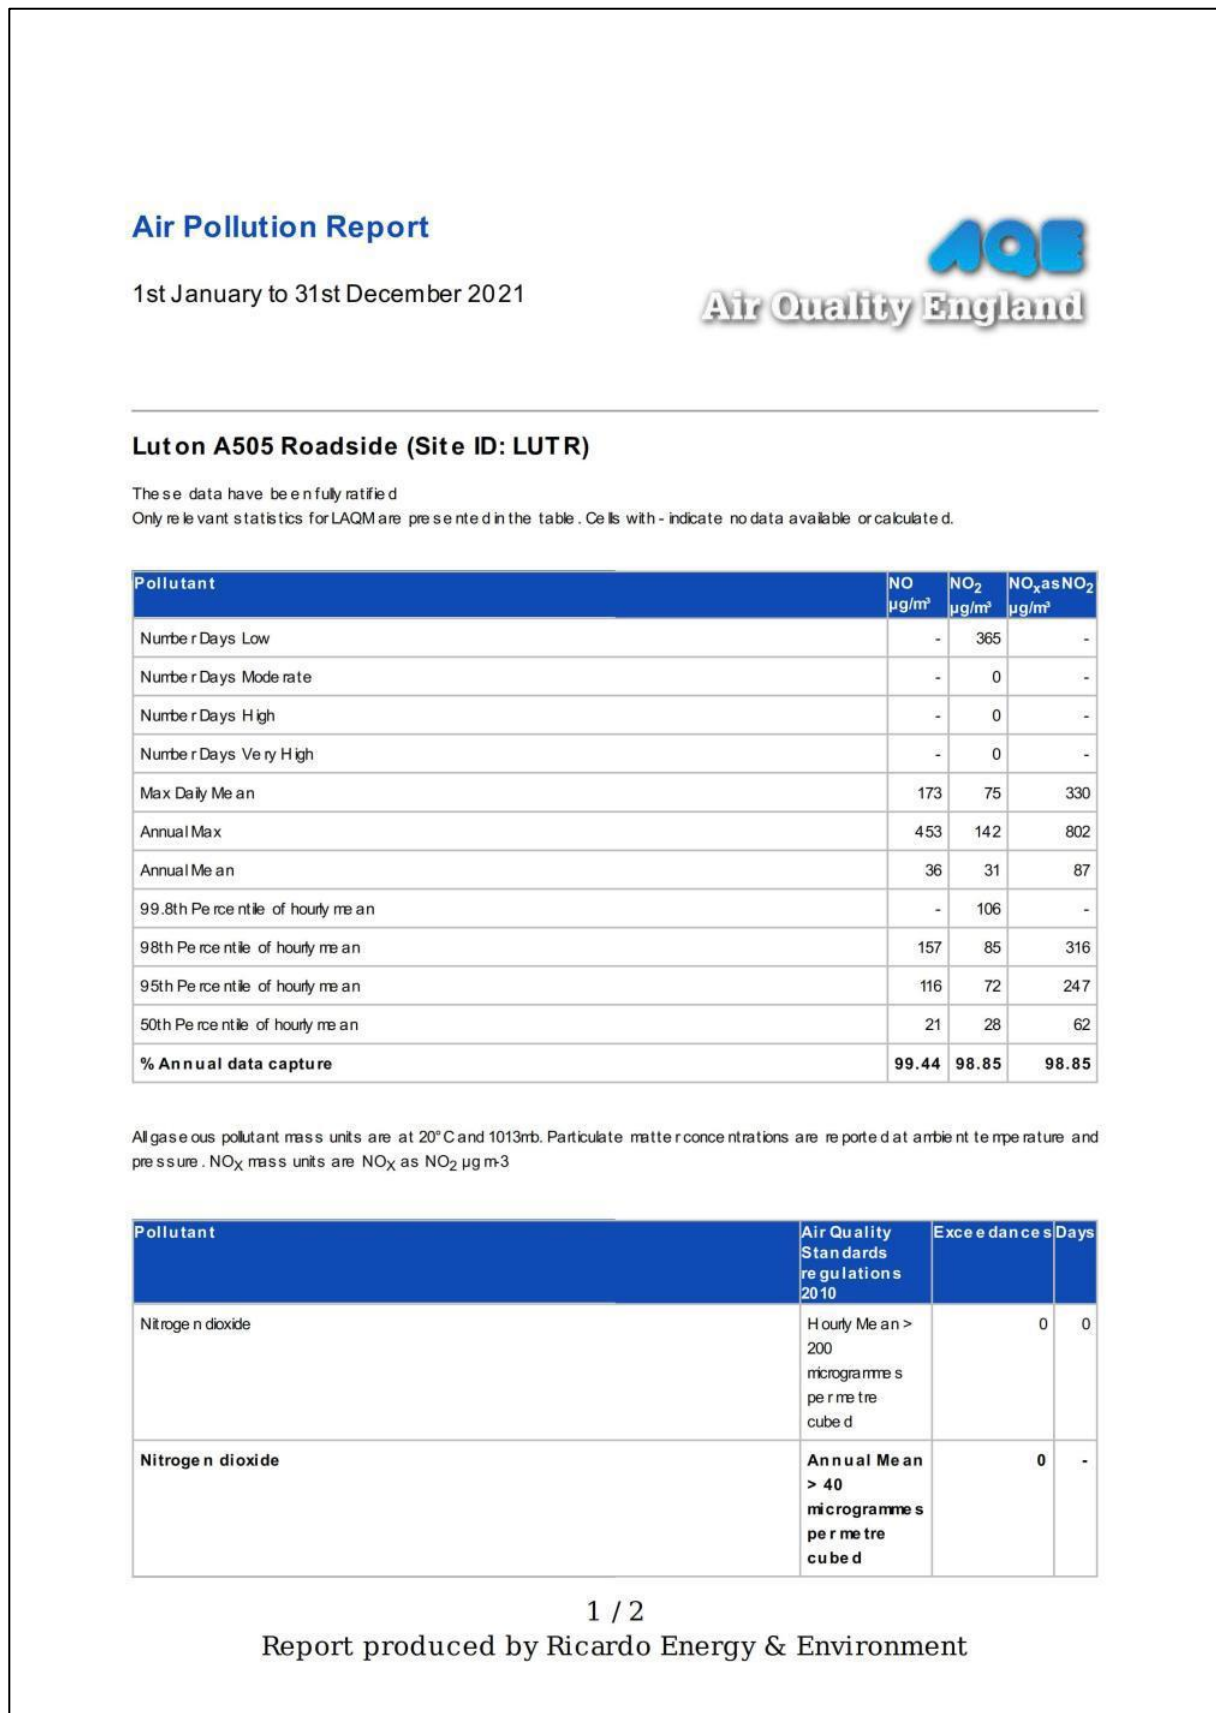 Air Pollution Report
1st January to 31st December 2021
AQE
Air Quality England
Luton A505 Roadside (Site ID: LUTR)
These data have been fully ratified
Only relevant statistics for LAQM are presented in the table. Cells with - indicate no data available or calculated.
Pollutant NO µg/m³ NO₂ µg/m³ NOₓasNO₂ µg/m³
Number Days Low - 365 -
Number Days Moderate - 0 -
Number Days High - 0 -
Number Days Very High - 0 -
Max Daily Mean 173 75 330
Annual Max 453 142 802
Annual Mean 36 31 87
99.8th Percentile of hourly mean - 106 -
98th Percentile of hourly mean 157 85 316
95th Percentile of hourly mean 116 72 247
50th Percentile of hourly mean 21 28 62
% Annual data capture 99.44 98.85 98.85
All gaseous pollutant mass units are at 20°C and 1013mb. Particulate matter concentrations are reported at ambient temperature and
pressure. NOX mass units are NOX as NO₂ µg m-3
Pollutant Air Quality Exceedances Days
Standards
regulations
2010
Nitrogen dioxide Hourly Mean > 0 0
200
microgrammes
per metre
cubed
Nitrogen dioxide Annual Mean 0 -
> 40
microgrammes
per metre
cubed
1 / 2
Report produced by Ricardo Energy & Environment